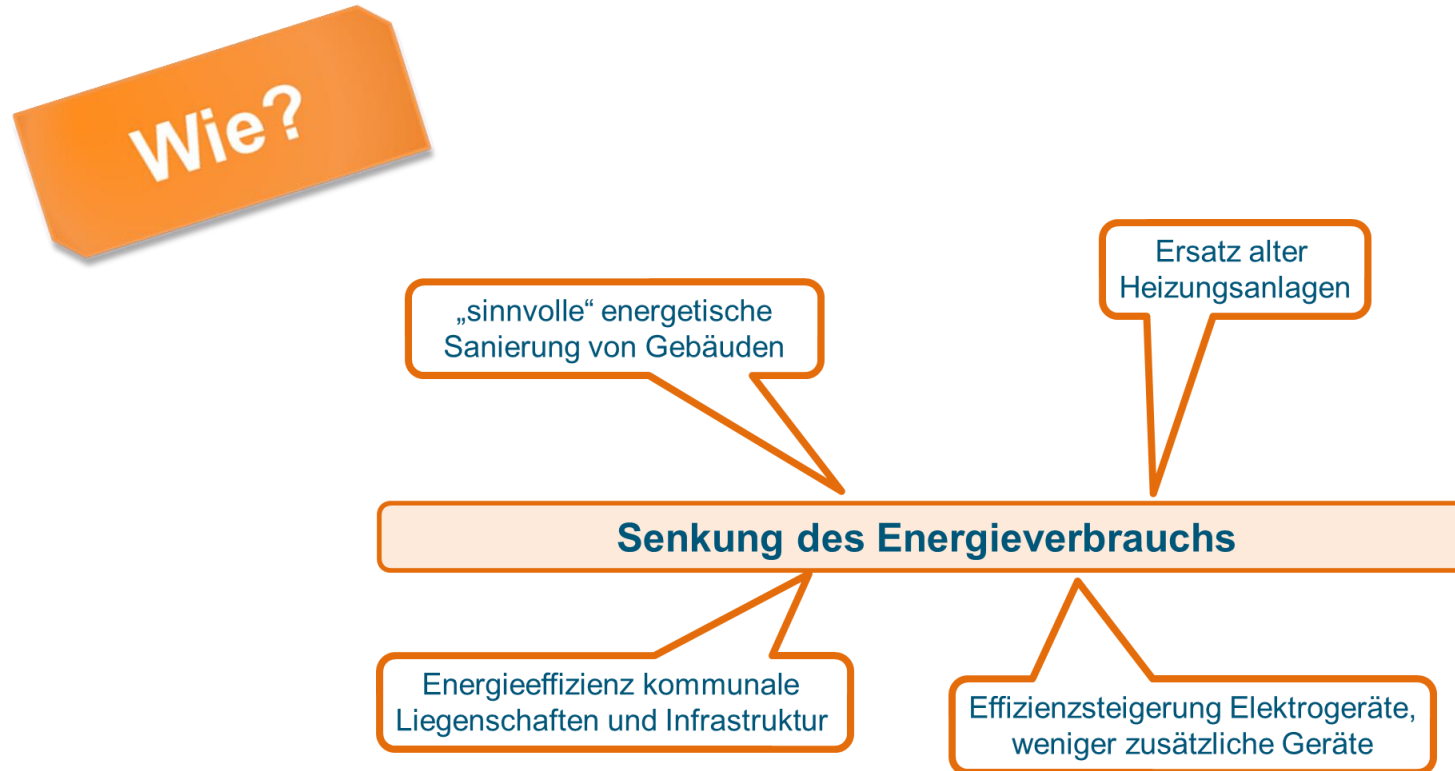 Wie?
Ersatz alter
Heizungsanlagen
„sinnvolle“ energetische
Sanierung von Gebäuden
Senkung des Energieverbrauchs
Energieeffizienz kommunale
Liegenschaften und Infrastruktur
Effizienzsteigerung Elektrogeräte,
weniger zusätzliche Geräte